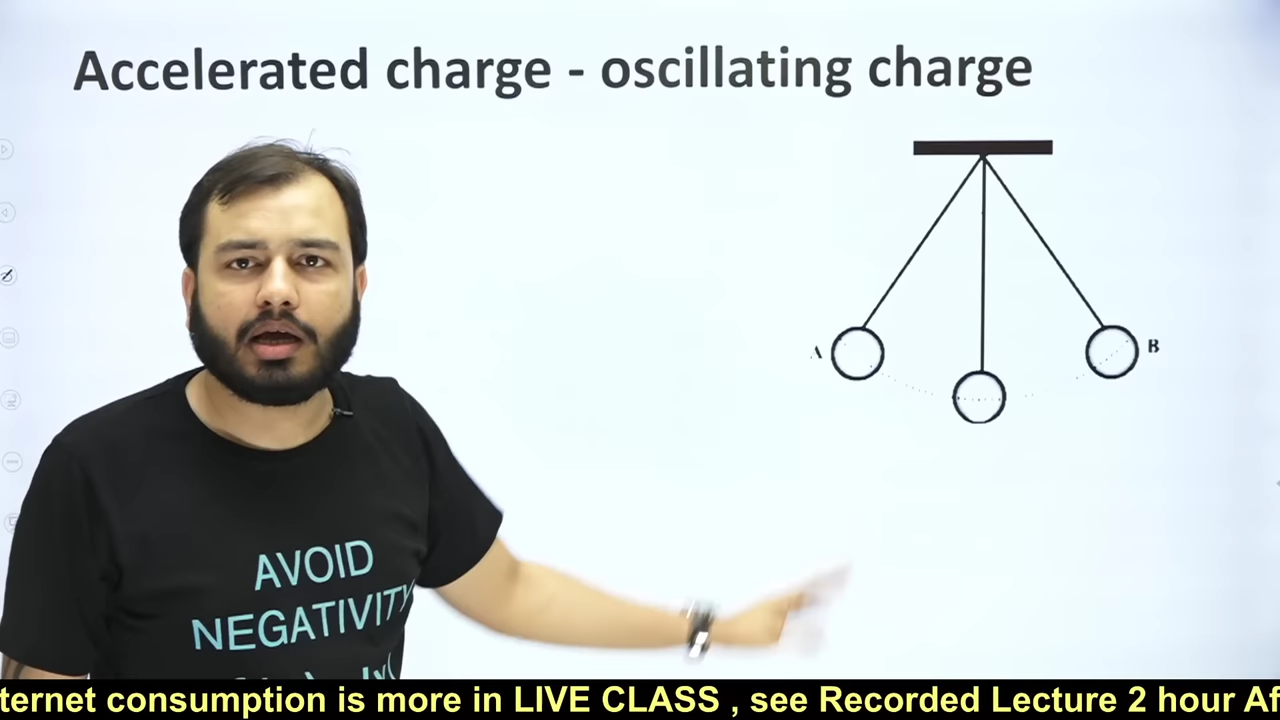 Accelerated charge - oscillating charge
A
B
AVOID
NEGATIVITY
ternet consumption is more in LIVE CLASS , see Recorded Lecture 2 hour Af